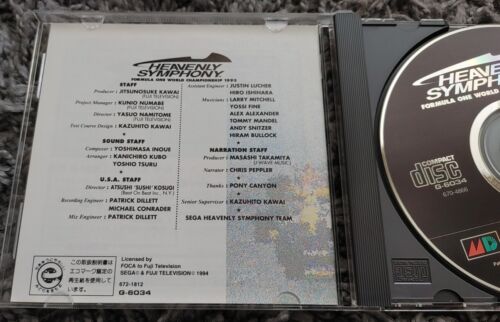 HEAVENLY
SYMPHONY
FORMULA ONE WORLD CHAMPIONSHIP 1993
STAFF
Producer : JITSUNOSUKE KAWAI
(FUJI TELEVISION)
Project Manager : KUNIO NUMABE
(FUJI TELEVISION)
Director : YASUO NAMITOME
(FUJI TELEVISION)
Test Course Design : KAZUHITO KAWAI
★
SOUND STAFF
Composer : YOSHIMASA INOUE
Arranger : KANICHIRO KUBO
YOSHIO TSURU
★
U.S.A. STAFF
Director : ATSUSHI 'SUSHI' KOSUGI
(Beat On Beat Inc., N.Y.)
Recording Engineer : PATRICK DILLETT
MICHAEL CONRADER
Mix Engineer : PATRICK DILLETT
Assistant Engineer : JUSTIN LUCHER
HIRO ISHIHARA
Musicians : LARRY MITCHELL
YOSSI FINE
ALEX ALEXANDER
TOMMY MANDEL
ANDY SNITZER
HIRAM BULLOCK
★
NARRATION STAFF
Producer : MASASHI TAKAMIYA
(J WAVE MUSIC)
Narrator : CHRIS PEPPLER
★
Thanks : PONY CANYON
★
Senior Supervisor : KAZUHITO KAWAI
★
SEGA HEAVENLY SYMPHONY TEAM
この取扱説明書は
エコマーク認定の
再生紙を使用して
います。
Licensed by
FOCA to Fuji Television
SEGA® & FUJI TELEVISION® 1994
672-1812
G-6034
HEAVENLY
SYMPHO
FORMULA ONE WORLD CHAMP
COMPACT
disc
G-6034
670-4866